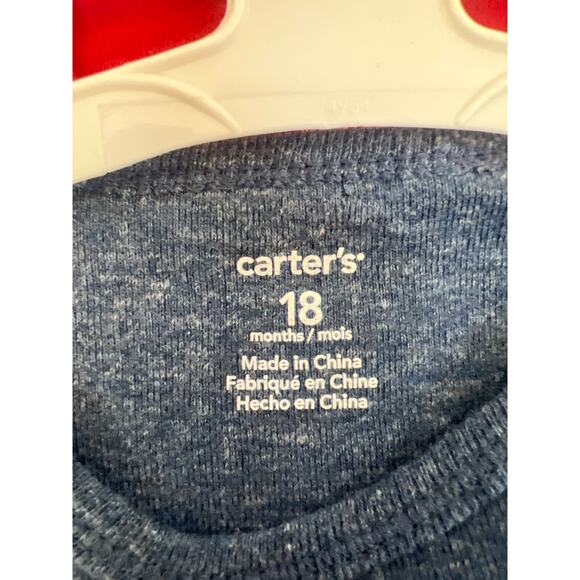 carter's
18
months / mois
Made in China
Fabriqué en Chine
Hecho en China